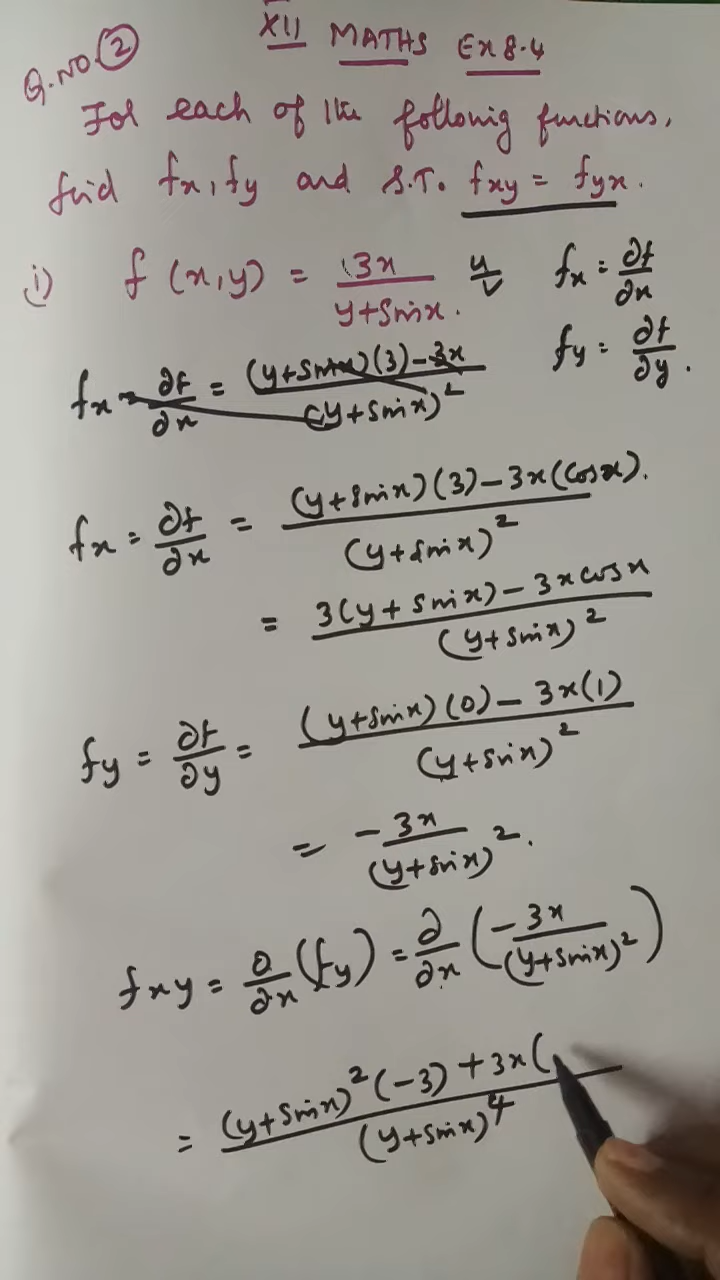 XII MATHS Ex 8.4
Q.NO. 2
For each of the following functions,
find fx, fy and S.T. fxy = fyx.
i) f(x,y) = 3x / (y+sinx).
fx = ∂f/∂x
fy = ∂f/∂y.
fx = ∂f/∂x = (y+sinx)(3) - 3x / (y+sinx)²
fx = ∂f/∂x = (y+sinx)(3) - 3x(cosx). / (y+sinx)²
= 3(y+sinx) - 3x cosx / (y+sinx)²
fy = ∂f/∂y = (y+sinx)(0) - 3x(1) / (y+sinx)²
= -3x / (y+sinx)².
fxy = ∂/∂x (fy) = ∂/∂x (-3x / (y+sinx)²)
= (y+sinx)²(-3) + 3x( / (y+sinx)⁴